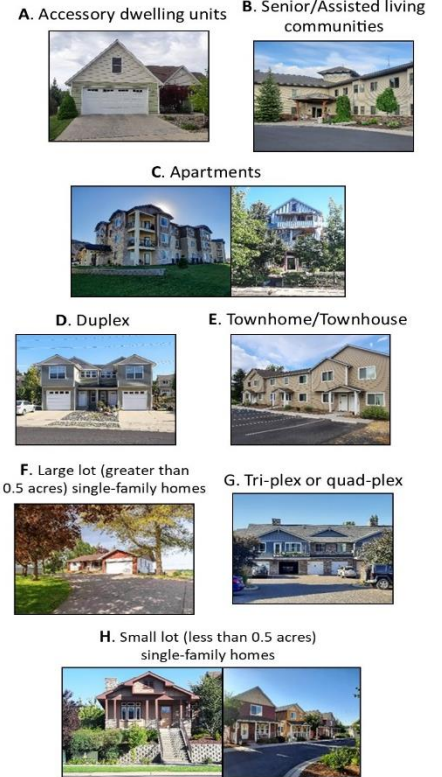 A. Accessory dwelling units
B. Senior/Assisted living
communities
C. Apartments
D. Duplex
E. Townhome/Townhouse
F. Large lot (greater than
0.5 acres) single-family homes
G. Tri-plex or quad-plex
H. Small lot (less than 0.5 acres)
single-family homes